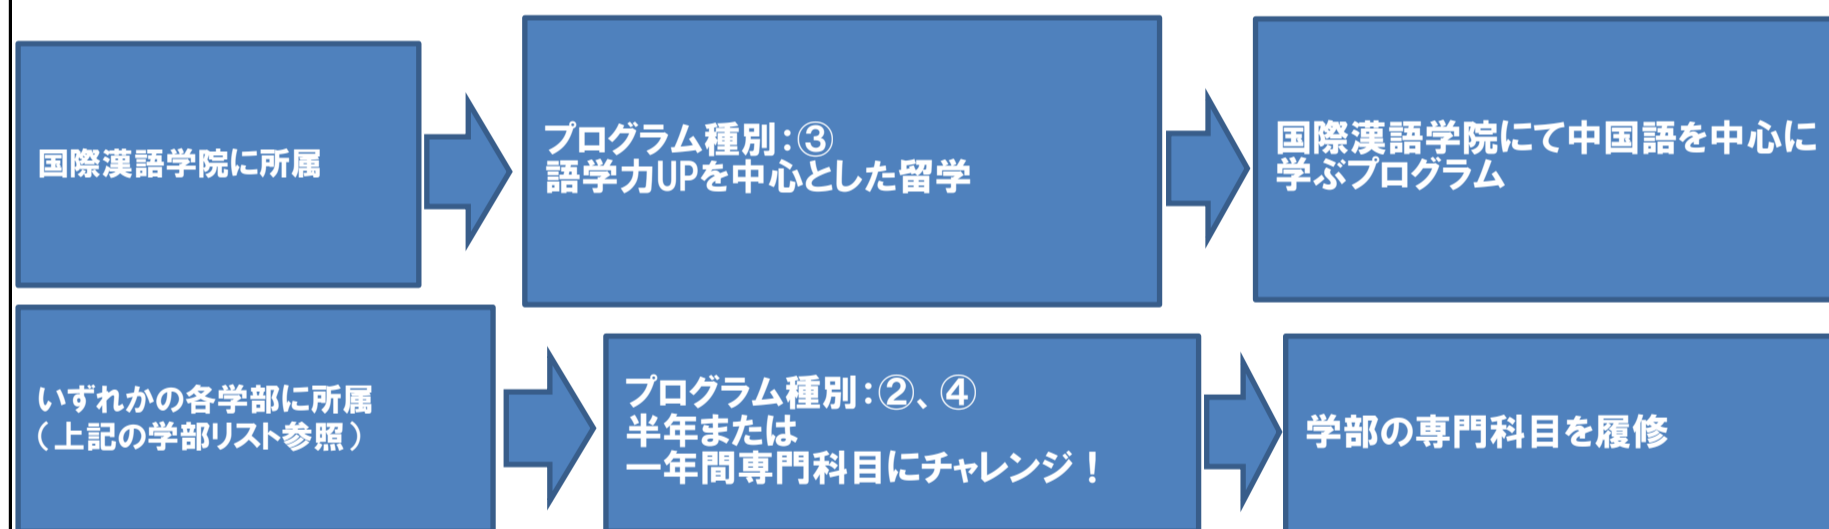 国際漢語学院に所属
プログラム種別:③
語学力UPを中心とした留学
国際漢語学院にて中国語を中心に
学ぶプログラム
いずれかの各学部に所属
(上記の学部リスト参照)
プログラム種別:②、④
半年または
一年間専門科目にチャレンジ!
学部の専門科目を履修